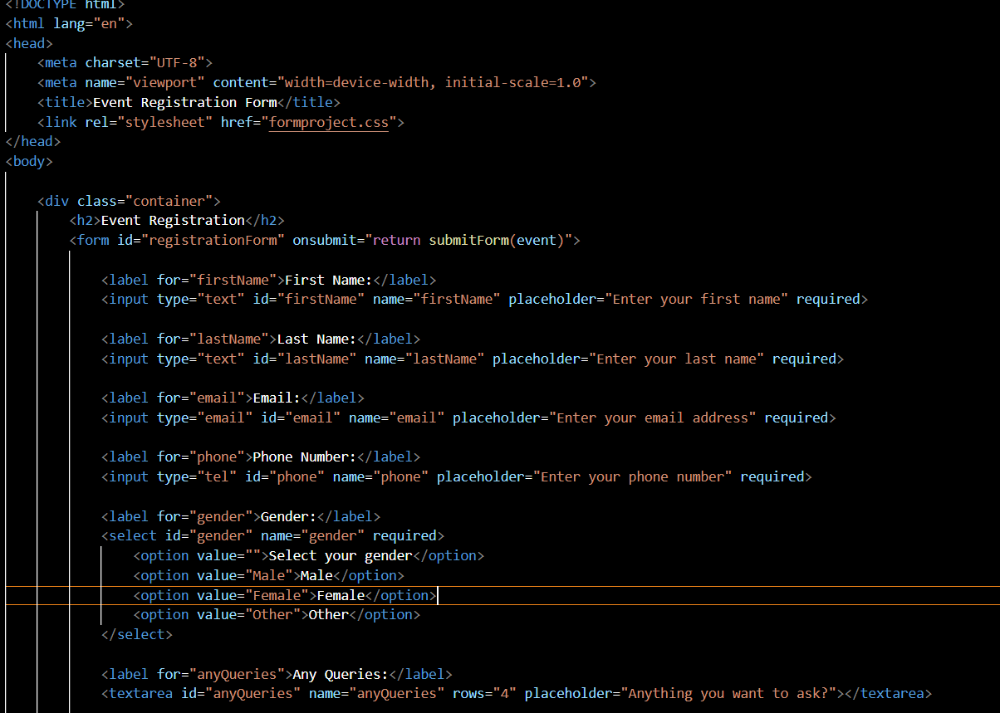 <!DOCTYPE html>
<html lang="en">
<head>
    <meta charset="UTF-8">
    <meta name="viewport" content="width=device-width, initial-scale=1.0">
    <title>Event Registration Form</title>
    <link rel="stylesheet" href="formproject.css">
</head>
<body>
    <div class="container">
        <h2>Event Registration</h2>
        <form id="registrationForm" onsubmit="return submitForm(event)">
            <label for="firstName">First Name:</label>
            <input type="text" id="firstName" name="firstName" placeholder="Enter your first name" required>
            <label for="lastName">Last Name:</label>
            <input type="text" id="lastName" name="lastName" placeholder="Enter your last name" required>
            <label for="email">Email:</label>
            <input type="email" id="email" name="email" placeholder="Enter your email address" required>
            <label for="phone">Phone Number:</label>
            <input type="tel" id="phone" name="phone" placeholder="Enter your phone number" required>
            <label for="gender">Gender:</label>
            <select id="gender" name="gender" required>
                <option value="">Select your gender</option>
                <option value="Male">Male</option>
                <option value="Female">Female</option>
                <option value="Other">Other</option>
            </select>
            <label for="anyQueries">Any Queries:</label>
            <textarea id="anyQueries" name="anyQueries" rows="4" placeholder="Anything you want to ask?"></textarea>